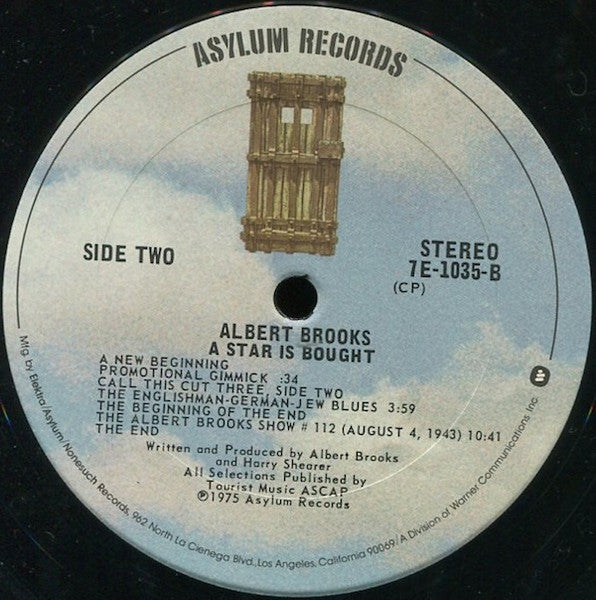 ASYLUM RECORDS
SIDE TWO
STEREO
7E-1035-B
(CP)
ALBERT BROOKS
A STAR IS BOUGHT
A NEW BEGINNING
PROMOTIONAL GIMMICK :34
CALL THIS CUT THREE, SIDE TWO
THE ENGLISHMAN-GERMAN-JEW BLUES 3:59
THE BEGINNING OF THE END
THE ALBERT BROOKS SHOW # 112 (AUGUST 4, 1943) 10:41
THE END
Written and Produced by Albert Brooks
and Harry Shearer
All Selections Published by
Tourist Music ASCAP
℗1975 Asylum Records
Mfg. by Elektra/Asylum/Nonesuch Records, 962 North La Cienega Blvd., Los Angeles, California 90069/A Division of Warner Communications Inc.